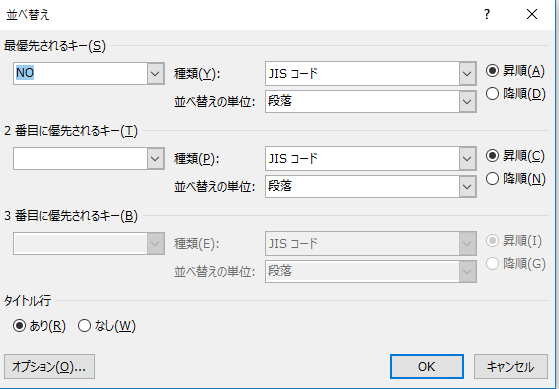 並べ替え ? ×
最優先されるキー(S)
NO 種類(Y): JIS コード 昇順(A)
並べ替えの単位: 段落 降順(D)
2 番目に優先されるキー(T)
種類(P): JIS コード 昇順(C)
並べ替えの単位: 段落 降順(N)
3 番目に優先されるキー(B)
種類(E): JIS コード 昇順(I)
並べ替えの単位: 段落 降順(G)
タイトル行
あり(R) なし(W)
オプション(O)... OK キャンセル